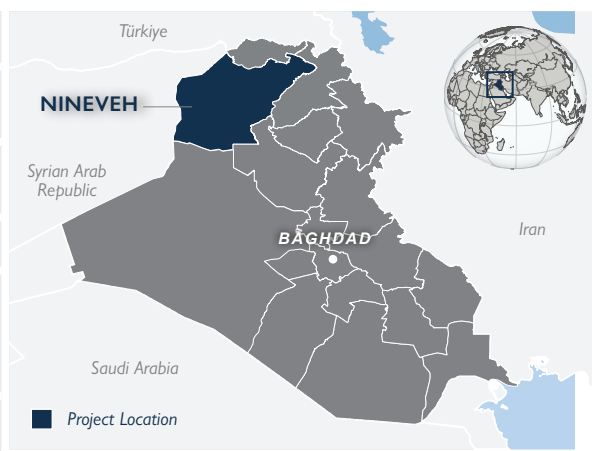 Türkiye
NINEVEH
Syrian Arab
Republic
Iran
BAGHDAD
Saudi Arabia
Project Location